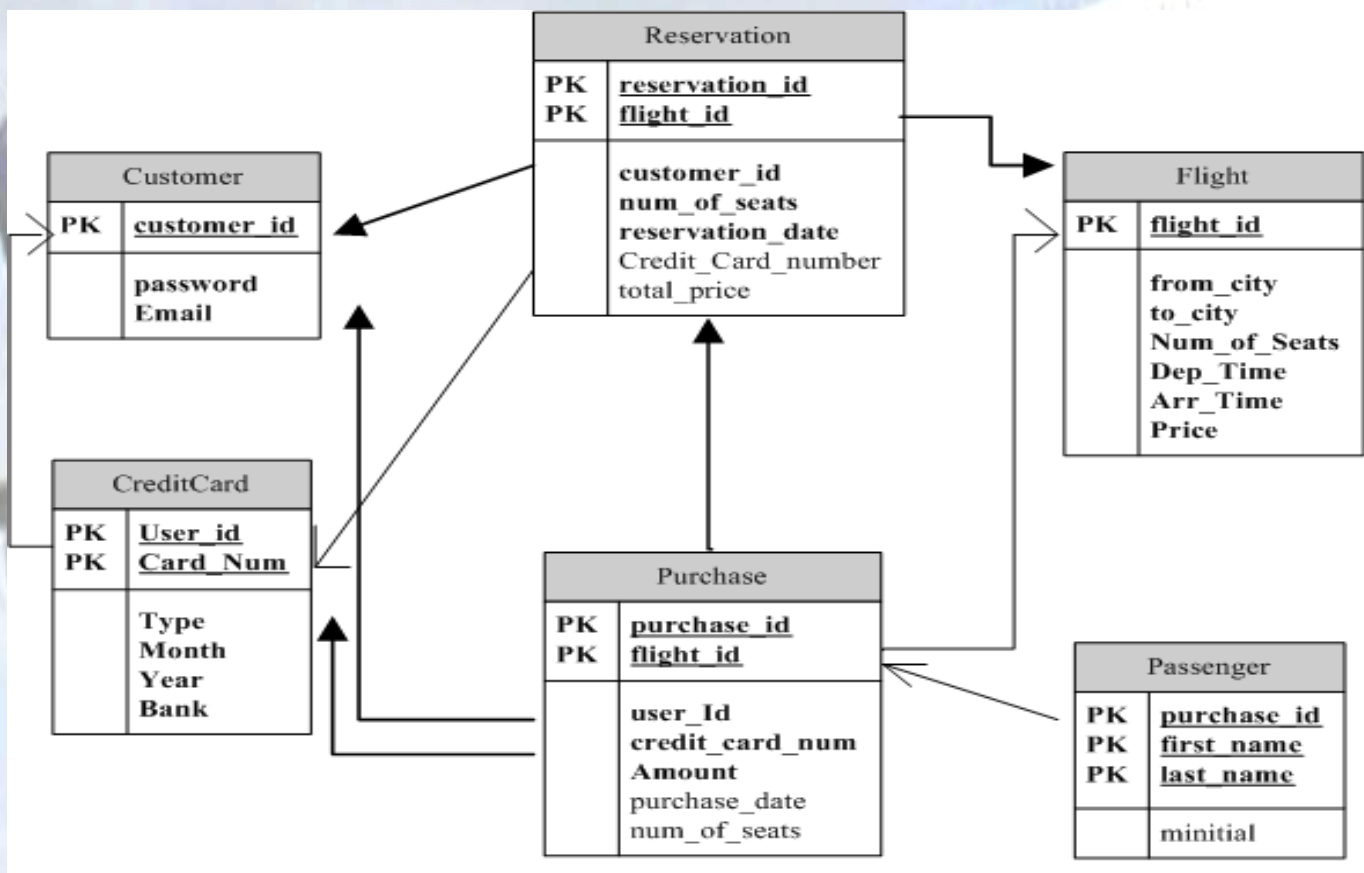 Reservation
PK reservation_id
PK flight_id
customer_id
num_of_seats
reservation_date
Credit_Card_number
total_price
Customer
PK customer_id
password
Email
Flight
PK flight_id
from_city
to_city
Num_of_Seats
Dep_Time
Arr_Time
Price
CreditCard
PK User_id
PK Card_Num
Type
Month
Year
Bank
Purchase
PK purchase_id
PK flight_id
user_Id
credit_card_num
Amount
purchase_date
num_of_seats
Passenger
PK purchase_id
PK first_name
PK last_name
minitial